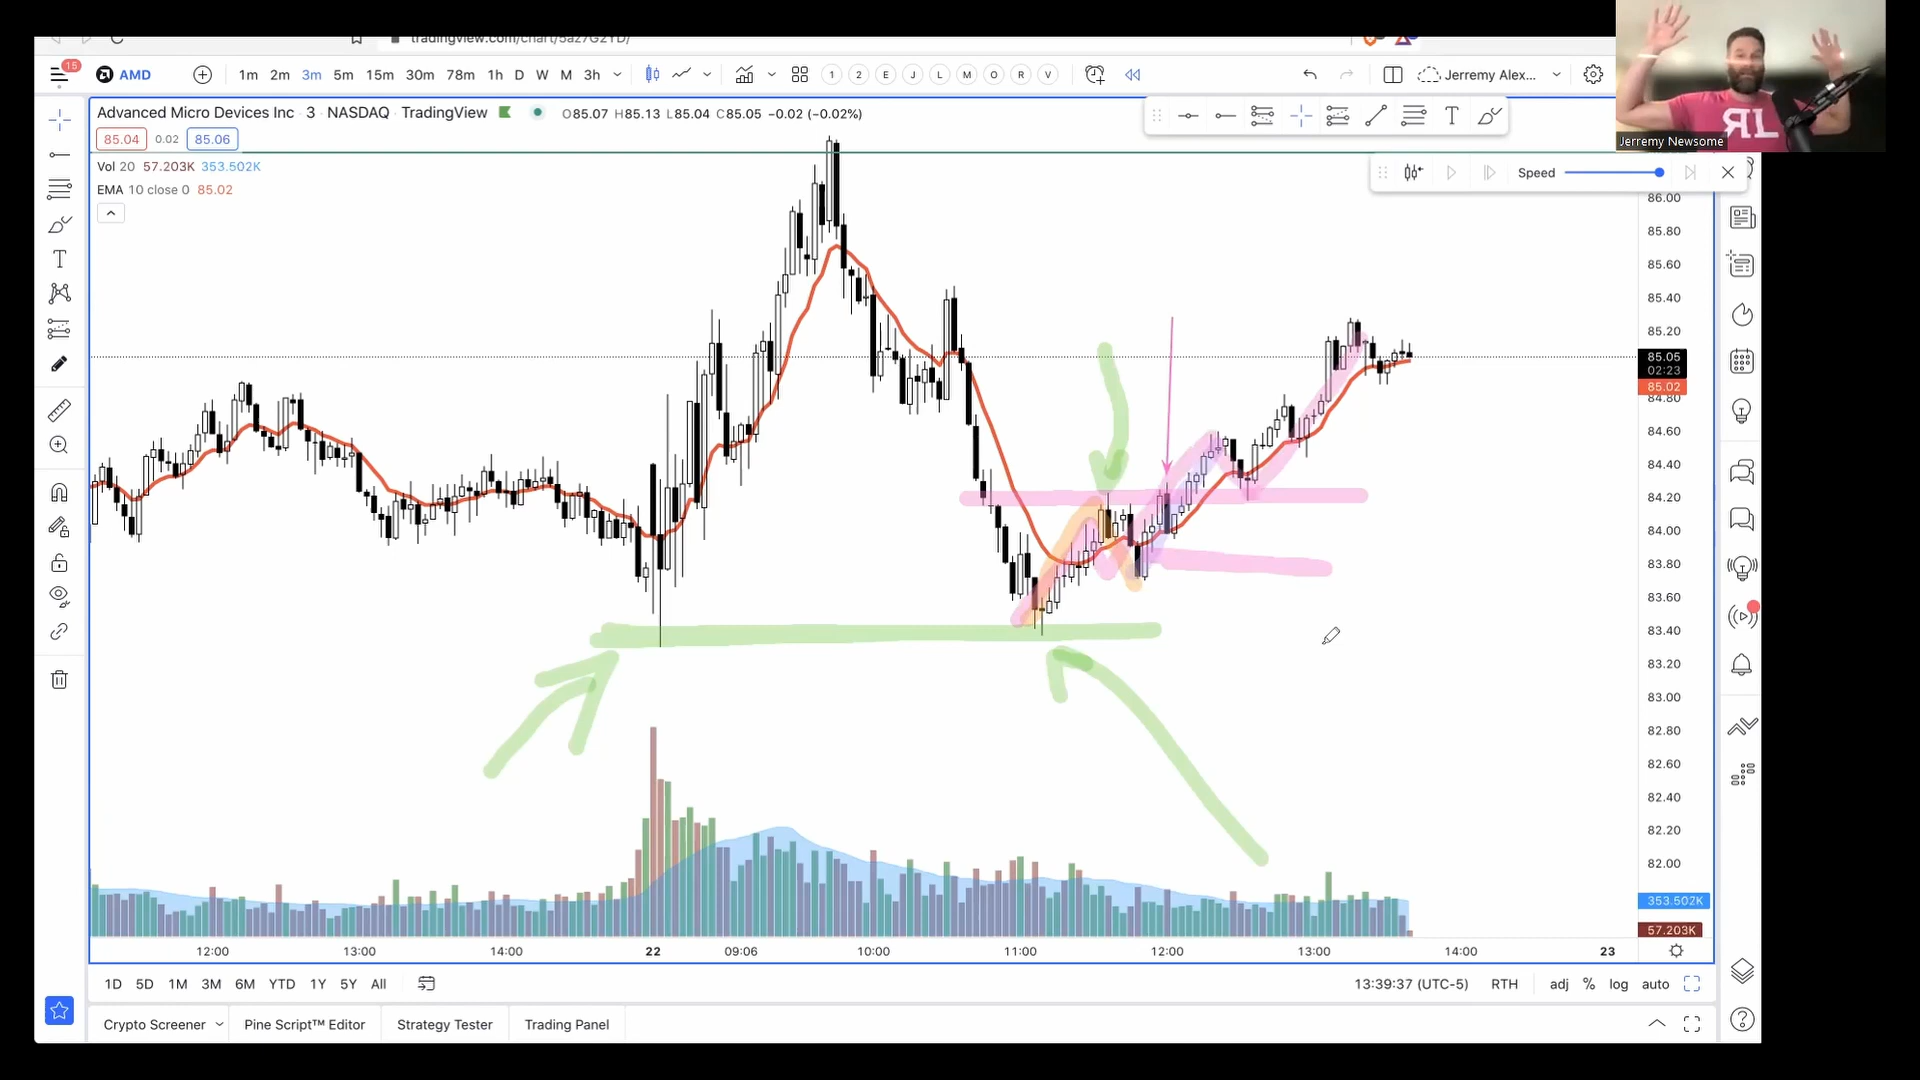 tradingview.com/chart/5az7G2YD/
15
AMD
1m 2m 3m 5m 15m 30m 78m 1h D W M 3h
1 2 E J L M O R V
Jerremy Alex...
RL
Jerremy Newsome
Advanced Micro Devices Inc · 3 · NASDAQ · TradingView
O85.07 H85.13 L85.04 C85.05 −0.02 (−0.02%)
85.04 0.02 85.06
Vol 20 57.203K 353.502K
EMA 10 close 0 85.02
T
T
Speed
86.00
85.80
85.60
85.40
85.20
85.05
02:23
85.02
84.80
84.60
84.40
84.20
84.00
83.80
83.60
83.40
83.20
83.00
82.80
82.60
82.40
82.20
82.00
353.502K
57.203K
12:00 13:00 14:00 22 09:06 10:00 11:00 12:00 13:00 14:00 23
1D 5D 1M 3M 6M YTD 1Y 5Y All
13:39:37 (UTC-5) RTH adj % log auto
Crypto Screener Pine Script™ Editor Strategy Tester Trading Panel